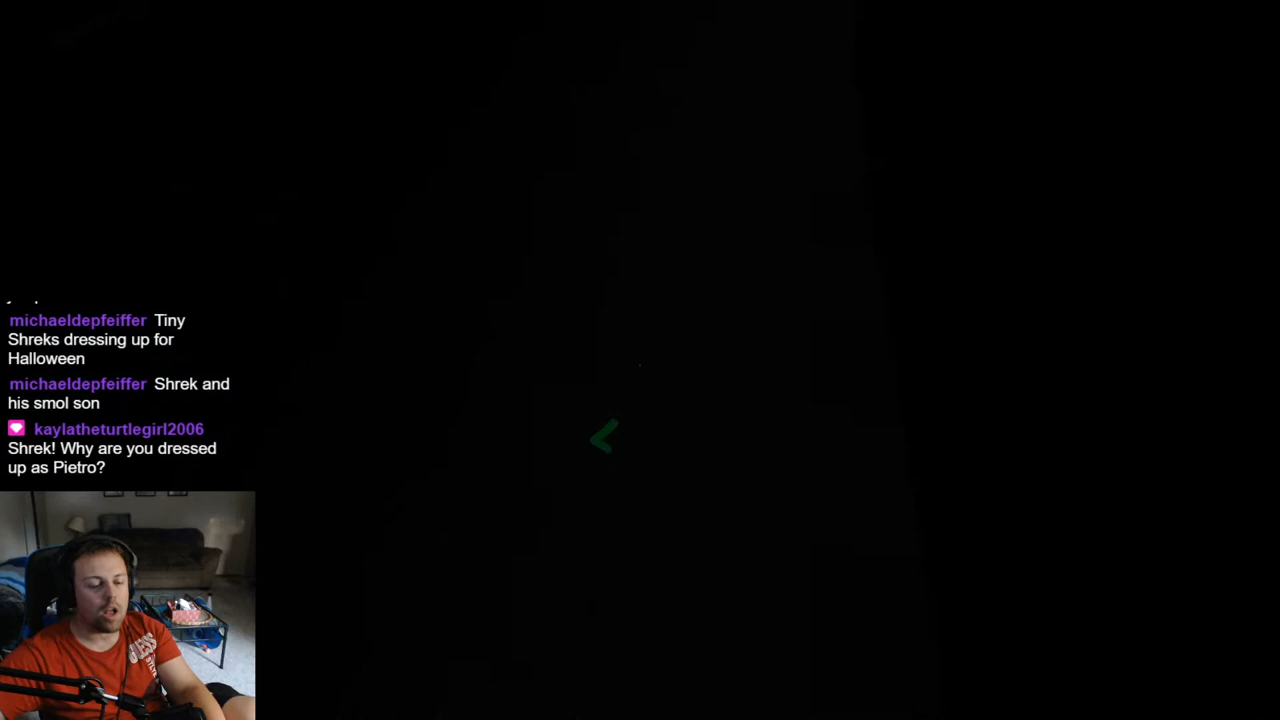 michaeldepfeiffer Tiny
Shreks dressing up for
Halloween
michaeldepfeiffer Shrek and
his smol son
kaylatheturtlegirl2006
Shrek! Why are you dressed
up as Pietro?